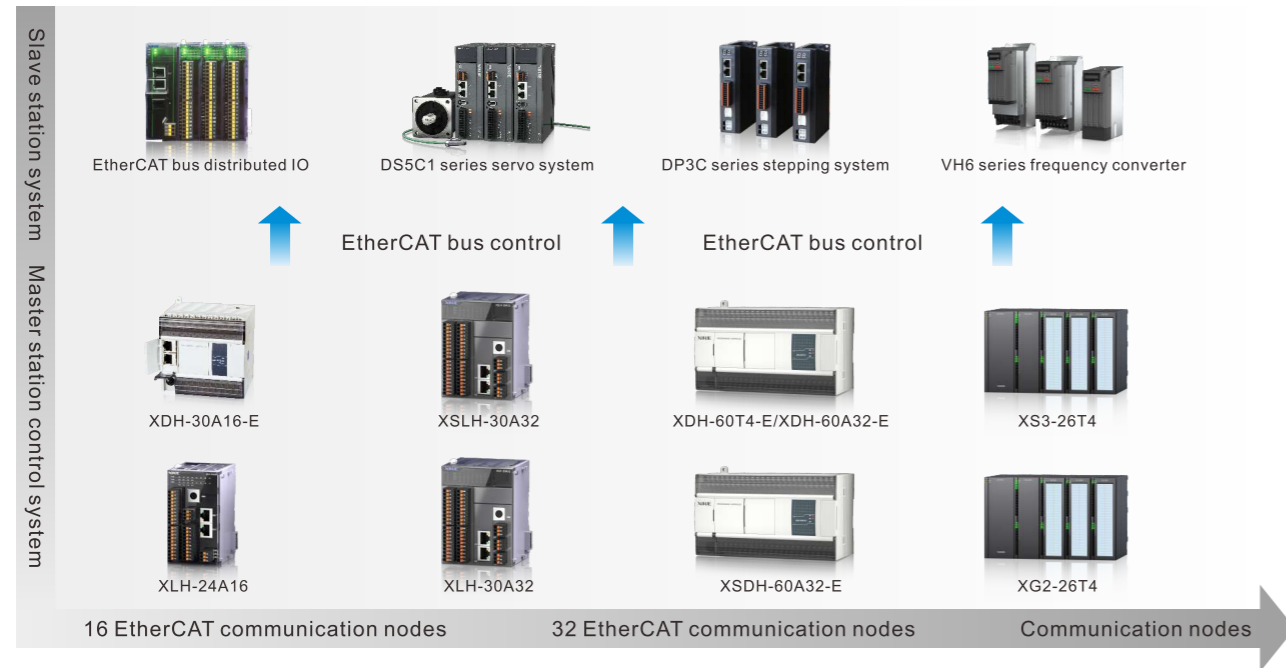 Slave station system
EtherCAT bus distributed IO
DS5C1 series servo system
DP3C series stepping system
VH6 series frequency converter
EtherCAT bus control
EtherCAT bus control
Master station control system
XDH-30A16-E
XSLH-30A32
XDH-60T4-E/XDH-60A32-E
XS3-26T4
XLH-24A16
XLH-30A32
XSDH-60A32-E
XG2-26T4
16 EtherCAT communication nodes
32 EtherCAT communication nodes
Communication nodes